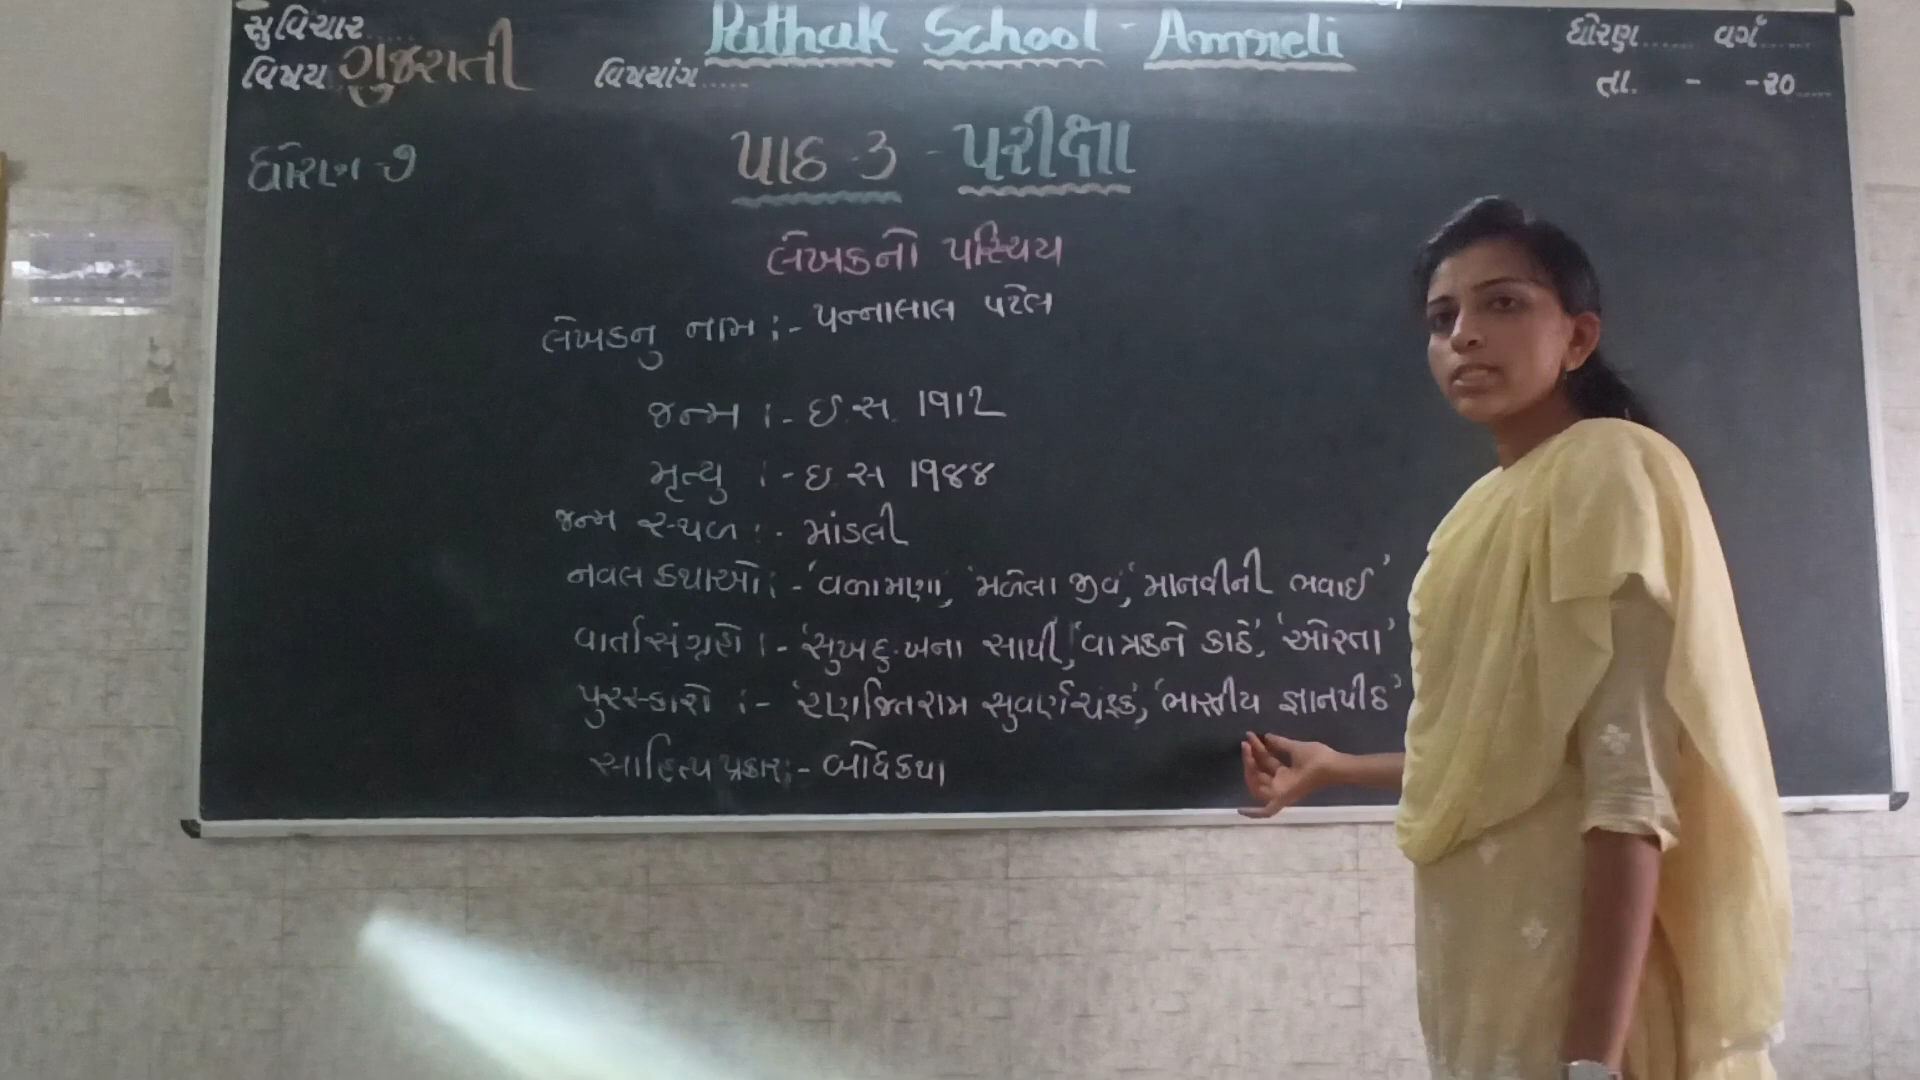 સુવિચાર......
Pathak School - Amreli
ધોરણ...... વર્ગ......
વિષય ગુજરાતી
વિષયાંગ.....
તા. - -૨૦....
ધોરણ-૭
પાઠ-૩ - પરીક્ષા
લેખકનો પરિચય
લેખકનુ નામ :- પન્નાલાલ પટેલ
જન્મ :- ઈ.સ. ૧૯૧૨
મૃત્યુ :- ઇ સ ૧૯૮૮
જન્મ સ્થળ :- માંડલી
નવલકથાઓ :- 'વળામણા', 'મળેલા જીવ', 'માનવીની ભવાઈ'
વાર્તાસંગ્રહો :- 'સુખદુ:ખના સાથી', 'વાત્રકને કાંઠે', 'ઓરતા'
પુરસ્કારો :- 'રણજિતરામ સુવર્ણચંદ્રક', 'ભારતીય જ્ઞાનપીઠ'
સાહિત્ય પ્રકાર :- બોધકથા